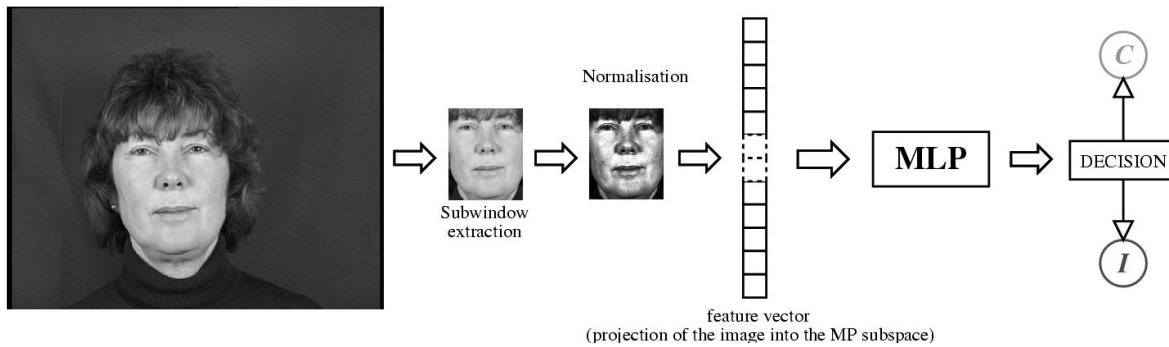 Normalisation
Subwindow
extraction
feature vector
(projection of the image into the MP subspace)
MLP
DECISION
C
I